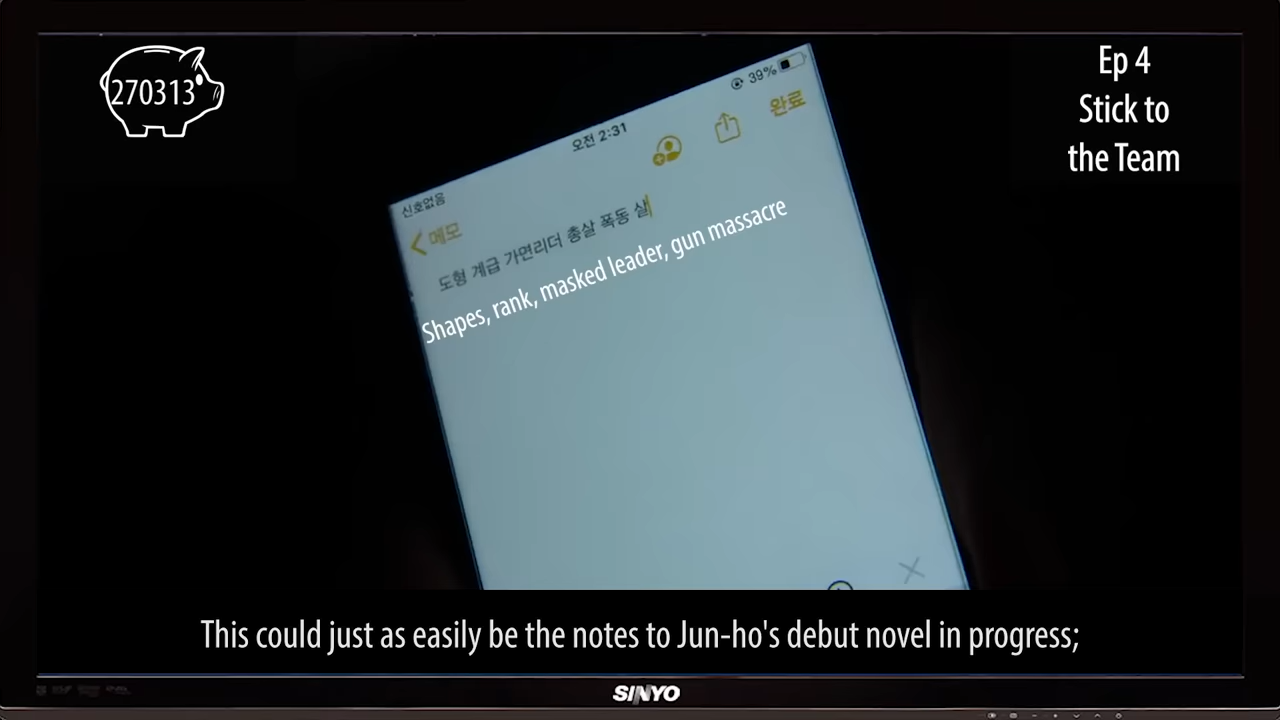 270313
Ep 4
Stick to
the Team
39%
오전 2:31
완료
신호없음
메모
도형 계급 가면리더 총살 폭동 살
Shapes, rank, masked leader, gun massacre
This could just as easily be the notes to Jun-ho's debut novel in progress;
SINYO